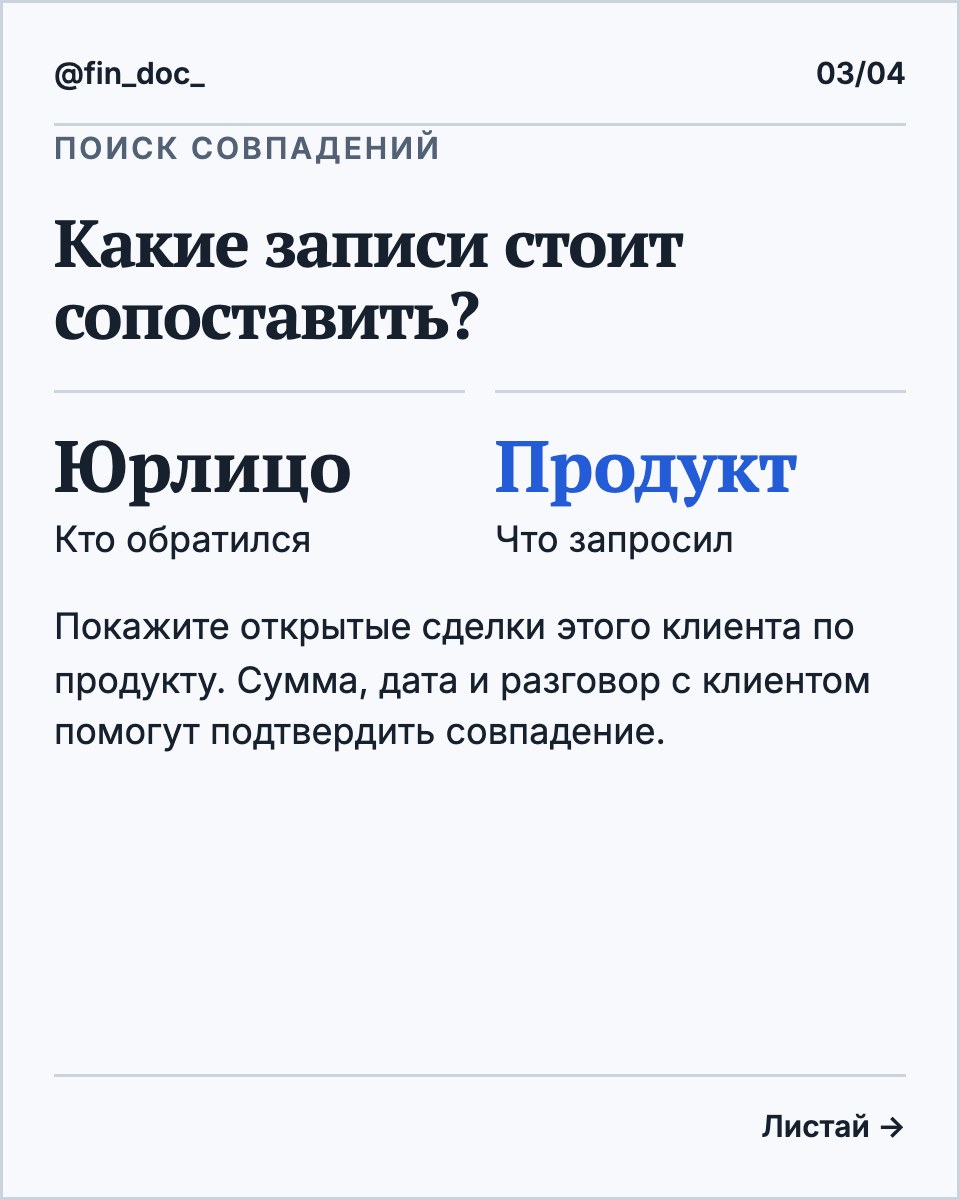 @fin_doc_
03/04
ПОИСК СОВПАДЕНИЙ
Какие записи стоит
сопоставить?
Юрлицо
Кто обратился
Продукт
Что запросил
Покажите открытые сделки этого клиента по
продукту. Сумма, дата и разговор с клиентом
помогут подтвердить совпадение.
Листай →